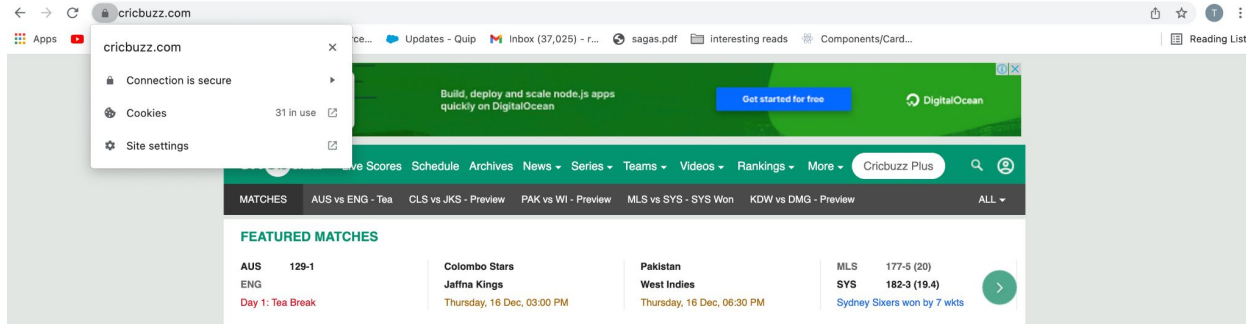 cricbuzz.com
T
Apps
rce... Updates - Quip Inbox (37,025) - r... sagas.pdf interesting reads Components/Card... Reading List
cricbuzz.com
Connection is secure
Cookies 31 in use
Site settings
Build, deploy and scale node.js apps
quickly on DigitalOcean
Get started for free
DigitalOcean
Live Scores Schedule Archives News Series Teams Videos Rankings More Cricbuzz Plus
MATCHES AUS vs ENG - Tea CLS vs JKS - Preview PAK vs WI - Preview MLS vs SYS - SYS Won KDW vs DMG - Preview ALL
FEATURED MATCHES
AUS 129-1
ENG
Day 1: Tea Break
Colombo Stars
Jaffna Kings
Thursday, 16 Dec, 03:00 PM
Pakistan
West Indies
Thursday, 16 Dec, 06:30 PM
MLS 177-5 (20)
SYS 182-3 (19.4)
Sydney Sixers won by 7 wkts